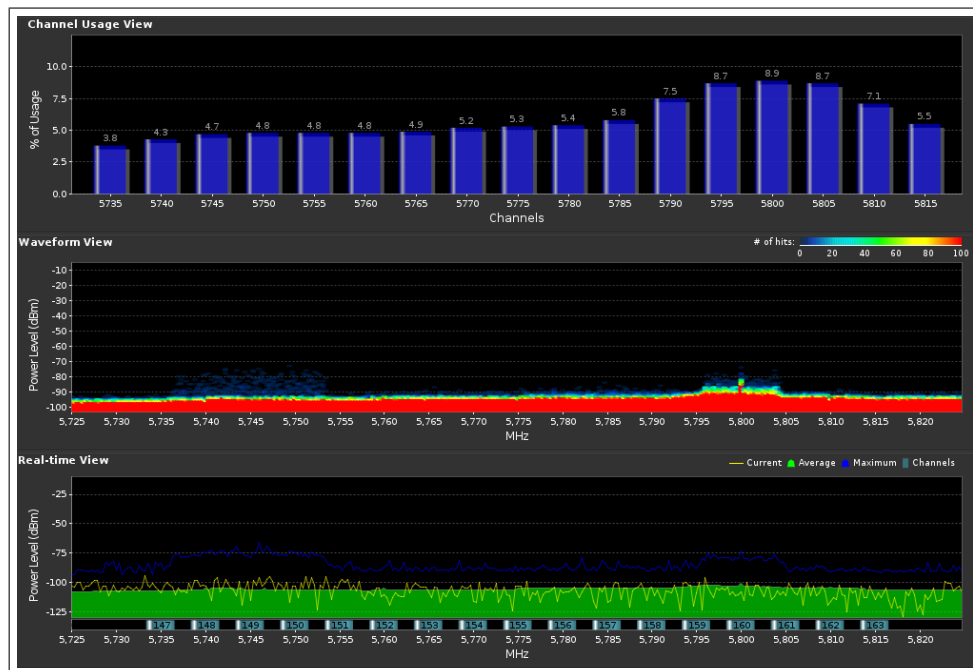 Channel Usage View
10.0
7.5
5.0
2.5
0.0
% of Usage
3.8 4.3 4.7 4.8 4.8 4.8 4.9 5.2 5.3 5.4 5.8 7.5 8.7 8.9 8.7 7.1 5.5
5735 5740 5745 5750 5755 5760 5765 5770 5775 5780 5785 5790 5795 5800 5805 5810 5815
Channels
Waveform View
# of hits:
0 20 40 60 80 100
-10
-20
-30
-40
-50
-60
-70
-80
-90
-100
Power Level (dBm)
5,725 5,730 5,735 5,740 5,745 5,750 5,755 5,760 5,765 5,770 5,775 5,780 5,785 5,790 5,795 5,800 5,805 5,810 5,815 5,820
MHz
Real-time View
Current Average Maximum Channels
-25
-50
-75
-100
-125
Power Level (dBm)
147 148 149 150 151 152 153 154 155 156 157 158 159 160 161 162 163
5,725 5,730 5,735 5,740 5,745 5,750 5,755 5,760 5,765 5,770 5,775 5,780 5,785 5,790 5,795 5,800 5,805 5,810 5,815 5,820
MHz